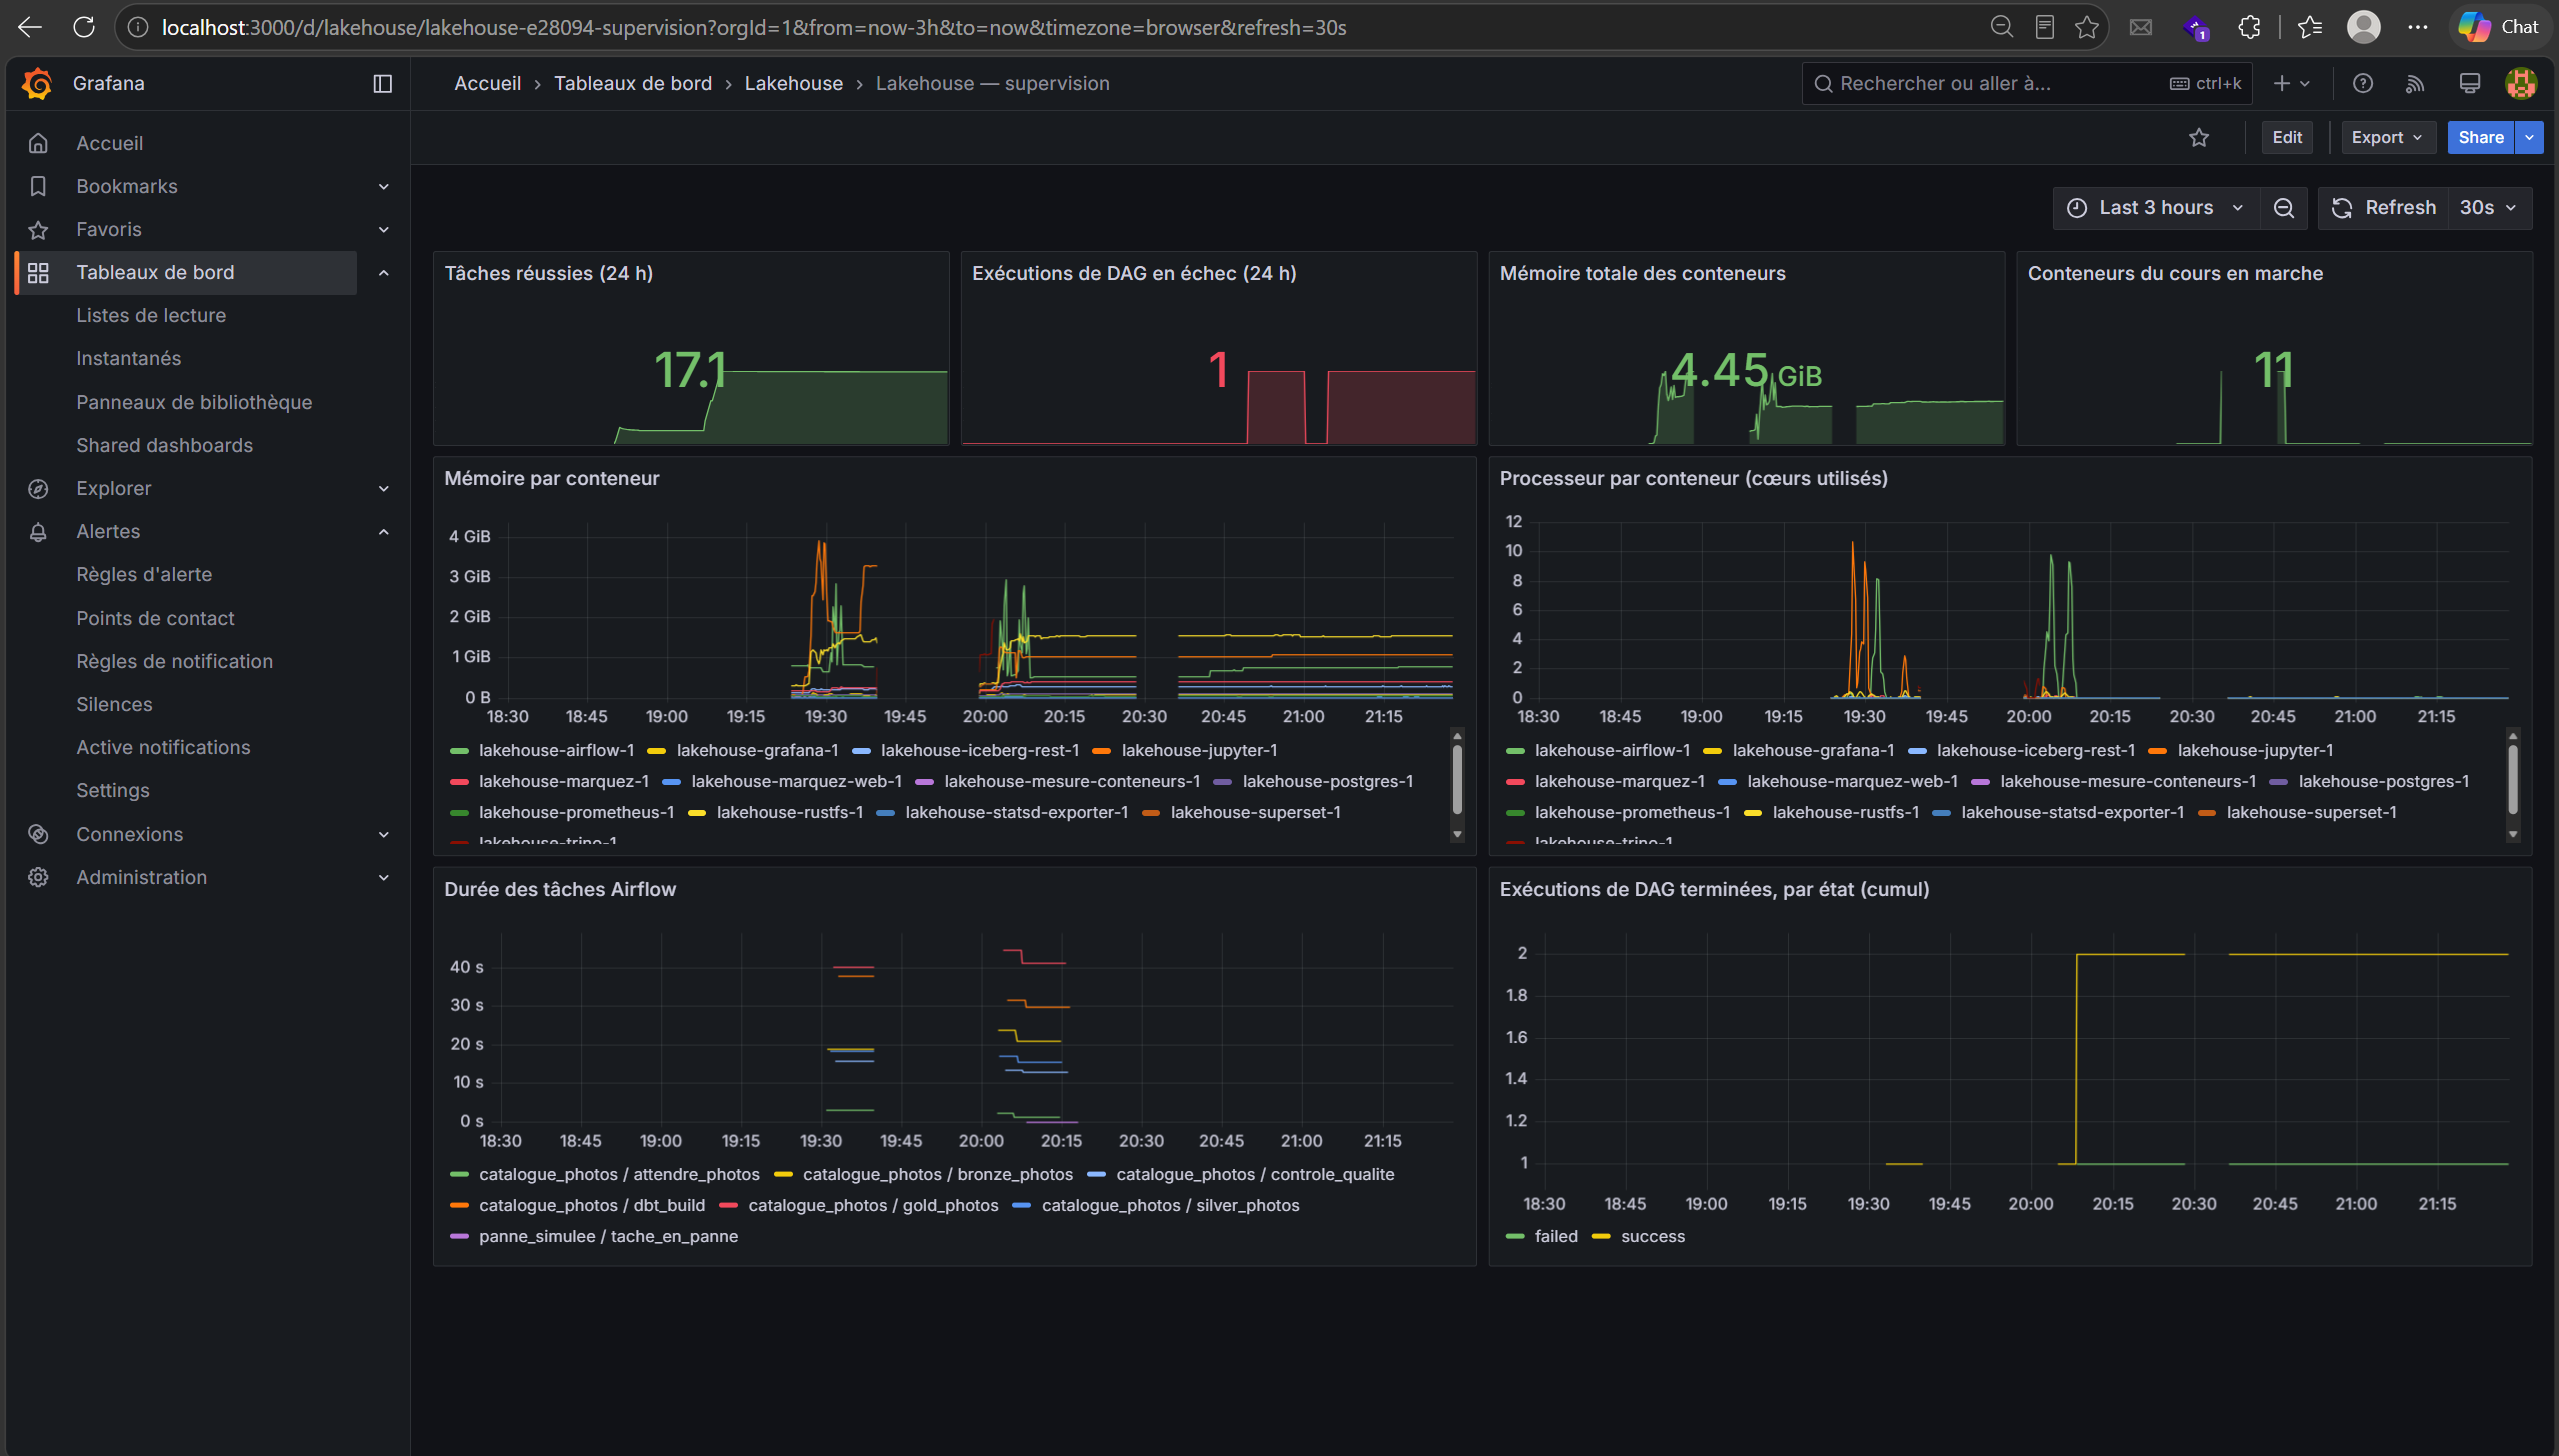 localhost:3000/d/lakehouse/lakehouse-e28094-supervision?orgId=1&from=now-3h&to=now&timezone=browser&refresh=30s
1
Chat
Grafana
Accueil › Tableaux de bord › Lakehouse › Lakehouse — supervision
Rechercher ou aller à...
ctrl+k
Edit
Export
Share
Last 3 hours
Refresh
30s
Accueil
Bookmarks
Favoris
Tableaux de bord
Listes de lecture
Instantanés
Panneaux de bibliothèque
Shared dashboards
Explorer
Alertes
Règles d'alerte
Points de contact
Règles de notification
Silences
Active notifications
Settings
Connexions
Administration
Tâches réussies (24 h)
17.1
Exécutions de DAG en échec (24 h)
1
Mémoire totale des conteneurs
4.45 GiB
Conteneurs du cours en marche
11
Mémoire par conteneur
4 GiB
3 GiB
2 GiB
1 GiB
0 B
18:30 18:45 19:00 19:15 19:30 19:45 20:00 20:15 20:30 20:45 21:00 21:15
lakehouse-airflow-1 lakehouse-grafana-1 lakehouse-iceberg-rest-1 lakehouse-jupyter-1
lakehouse-marquez-1 lakehouse-marquez-web-1 lakehouse-mesure-conteneurs-1 lakehouse-postgres-1
lakehouse-prometheus-1 lakehouse-rustfs-1 lakehouse-statsd-exporter-1 lakehouse-superset-1
lakehouse-trino-1
Processeur par conteneur (cœurs utilisés)
12
10
8
6
4
2
0
18:30 18:45 19:00 19:15 19:30 19:45 20:00 20:15 20:30 20:45 21:00 21:15
lakehouse-airflow-1 lakehouse-grafana-1 lakehouse-iceberg-rest-1 lakehouse-jupyter-1
lakehouse-marquez-1 lakehouse-marquez-web-1 lakehouse-mesure-conteneurs-1 lakehouse-postgres-1
lakehouse-prometheus-1 lakehouse-rustfs-1 lakehouse-statsd-exporter-1 lakehouse-superset-1
lakehouse-trino-1
Durée des tâches Airflow
40 s
30 s
20 s
10 s
0 s
18:30 18:45 19:00 19:15 19:30 19:45 20:00 20:15 20:30 20:45 21:00 21:15
catalogue_photos / attendre_photos catalogue_photos / bronze_photos catalogue_photos / controle_qualite
catalogue_photos / dbt_build catalogue_photos / gold_photos catalogue_photos / silver_photos
panne_simulee / tache_en_panne
Exécutions de DAG terminées, par état (cumul)
2
1.8
1.6
1.4
1.2
1
18:30 18:45 19:00 19:15 19:30 19:45 20:00 20:15 20:30 20:45 21:00 21:15
failed success